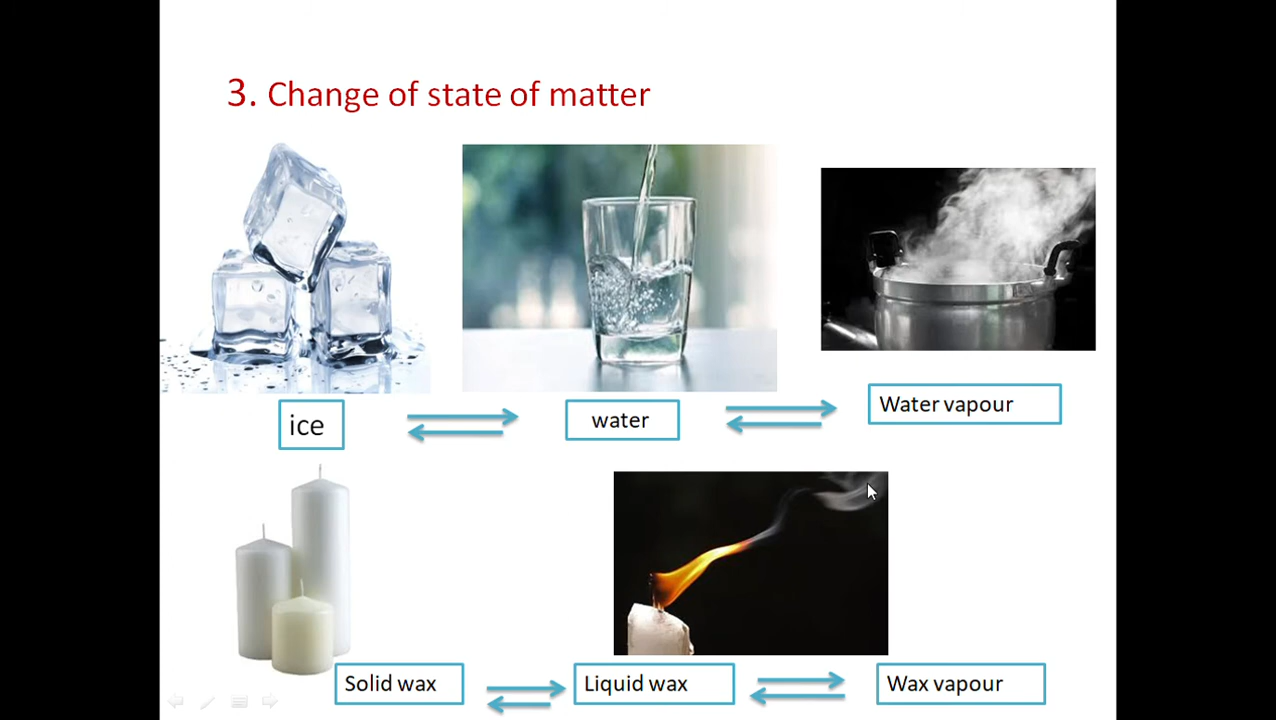 3. Change of state of matter
ice
water
Water vapour
Solid wax
Liquid wax
Wax vapour